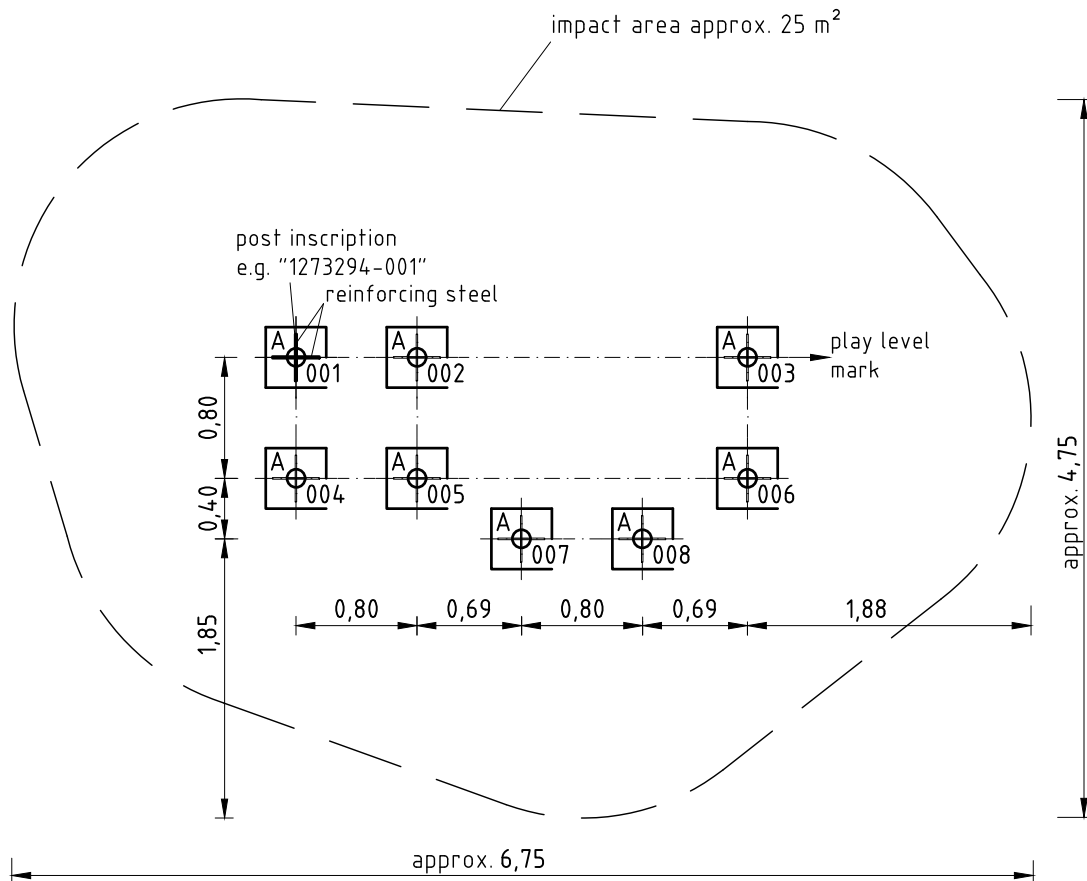 impact area approx. 25 m²
post inscription
e.g. "1273294-001"
reinforcing steel
A
001
A
002
A
003
play level
mark
0,80
A
004
A
005
A
006
0,40
A
007
A
008
approx. 4,75
0,80
0,69
0,80
0,69
1,88
1,85
approx. 6,75